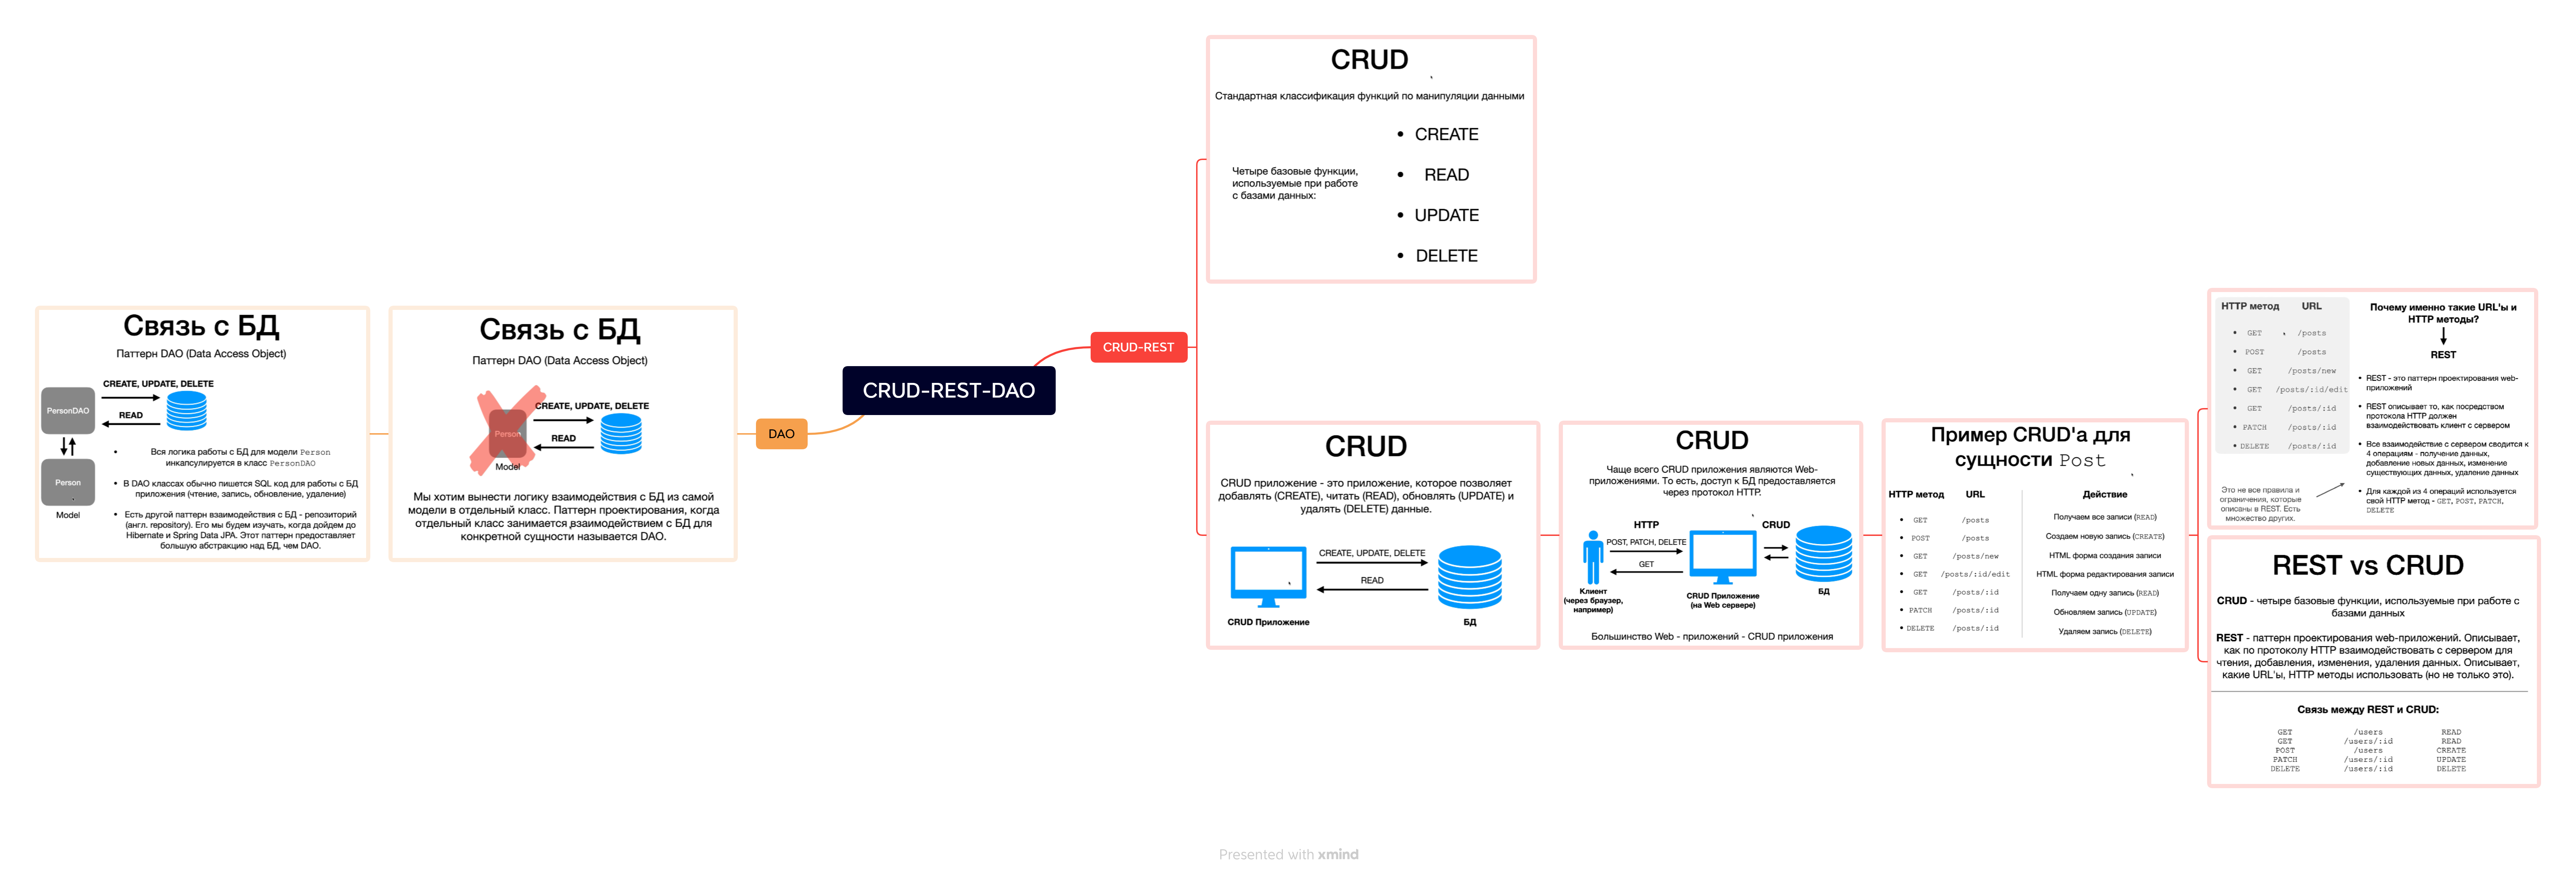 Связь с БД
Паттерн DAO (Data Access Object)
CREATE, UPDATE, DELETE
PersonDAO
READ
Person
Model
• Вся логика работы с БД для модели Person
инкапсулируется в класс PersonDAO
• В DAO классах обычно пишется SQL код для работы с БД
приложения (чтение, запись, обновление, удаление)
• Есть другой паттерн взаимодействия с БД - репозиторий
(англ. repository). Его мы будем изучать, когда дойдем до
Hibernate и Spring Data JPA. Этот паттерн предоставляет
большую абстракцию над БД, чем DAO.
Связь с БД
Паттерн DAO (Data Access Object)
CREATE, UPDATE, DELETE
Person
READ
Model
Мы хотим вынести логику взаимодействия с БД из самой
модели в отдельный класс. Паттерн проектирования, когда
отдельный класс занимается взаимодействием с БД для
конкретной сущности называется DAO.
DAO
CRUD-REST-DAO
CRUD-REST
CRUD
Стандартная классификация функций по манипуляции данными
Четыре базовые функции,
используемые при работе
с базами данных:
• CREATE
• READ
• UPDATE
• DELETE
CRUD
CRUD приложение - это приложение, которое позволяет
добавлять (CREATE), читать (READ), обновлять (UPDATE) и
удалять (DELETE) данные.
CREATE, UPDATE, DELETE
READ
CRUD Приложение
БД
CRUD
Чаще всего CRUD приложения являются Web-
приложениями. То есть, доступ к БД предоставляется
через протокол HTTP.
HTTP
CRUD
POST, PATCH, DELETE
GET
Клиент
(через браузер,
например)
CRUD Приложение
(на Web сервере)
БД
Большинство Web - приложений - CRUD приложения
Пример CRUD'а для
сущности Post
HTTP метод URL Действие
• GET /posts Получаем все записи (READ)
• POST /posts Создаем новую запись (CREATE)
• GET /posts/new HTML форма создания записи
• GET /posts/:id/edit HTML форма редактирования записи
• GET /posts/:id Получаем одну запись (READ)
• PATCH /posts/:id Обновляем запись (UPDATE)
• DELETE /posts/:id Удаляем запись (DELETE)
HTTP метод URL
• GET /posts
• POST /posts
• GET /posts/new
• GET /posts/:id/edit
• GET /posts/:id
• PATCH /posts/:id
• DELETE /posts/:id
Это не все правила и
ограничения, которые
описаны в REST. Есть
множество других.
Почему именно такие URL'ы и
HTTP методы?
REST
• REST - это паттерн проектирования web-
приложений
• REST описывает то, как посредством
протокола HTTP должен
взаимодействовать клиент с сервером
• Все взаимодействие с сервером сводится к
4 операциям - получение данных,
добавление новых данных, изменение
существующих данных, удаление данных
• Для каждой из 4 операций используется
свой HTTP метод - GET, POST, PATCH,
DELETE
REST vs CRUD
CRUD - четыре базовые функции, используемые при работе с
базами данных
REST - паттерн проектирования web-приложений. Описывает,
как по протоколу HTTP взаимодействовать с сервером для
чтения, добавления, изменения, удаления данных. Описывает,
какие URL'ы, HTTP методы использовать (но не только это).
Связь между REST и CRUD:
GET /users READ
GET /users/:id READ
POST /users CREATE
PATCH /users/:id UPDATE
DELETE /users/:id DELETE
Presented with xmind